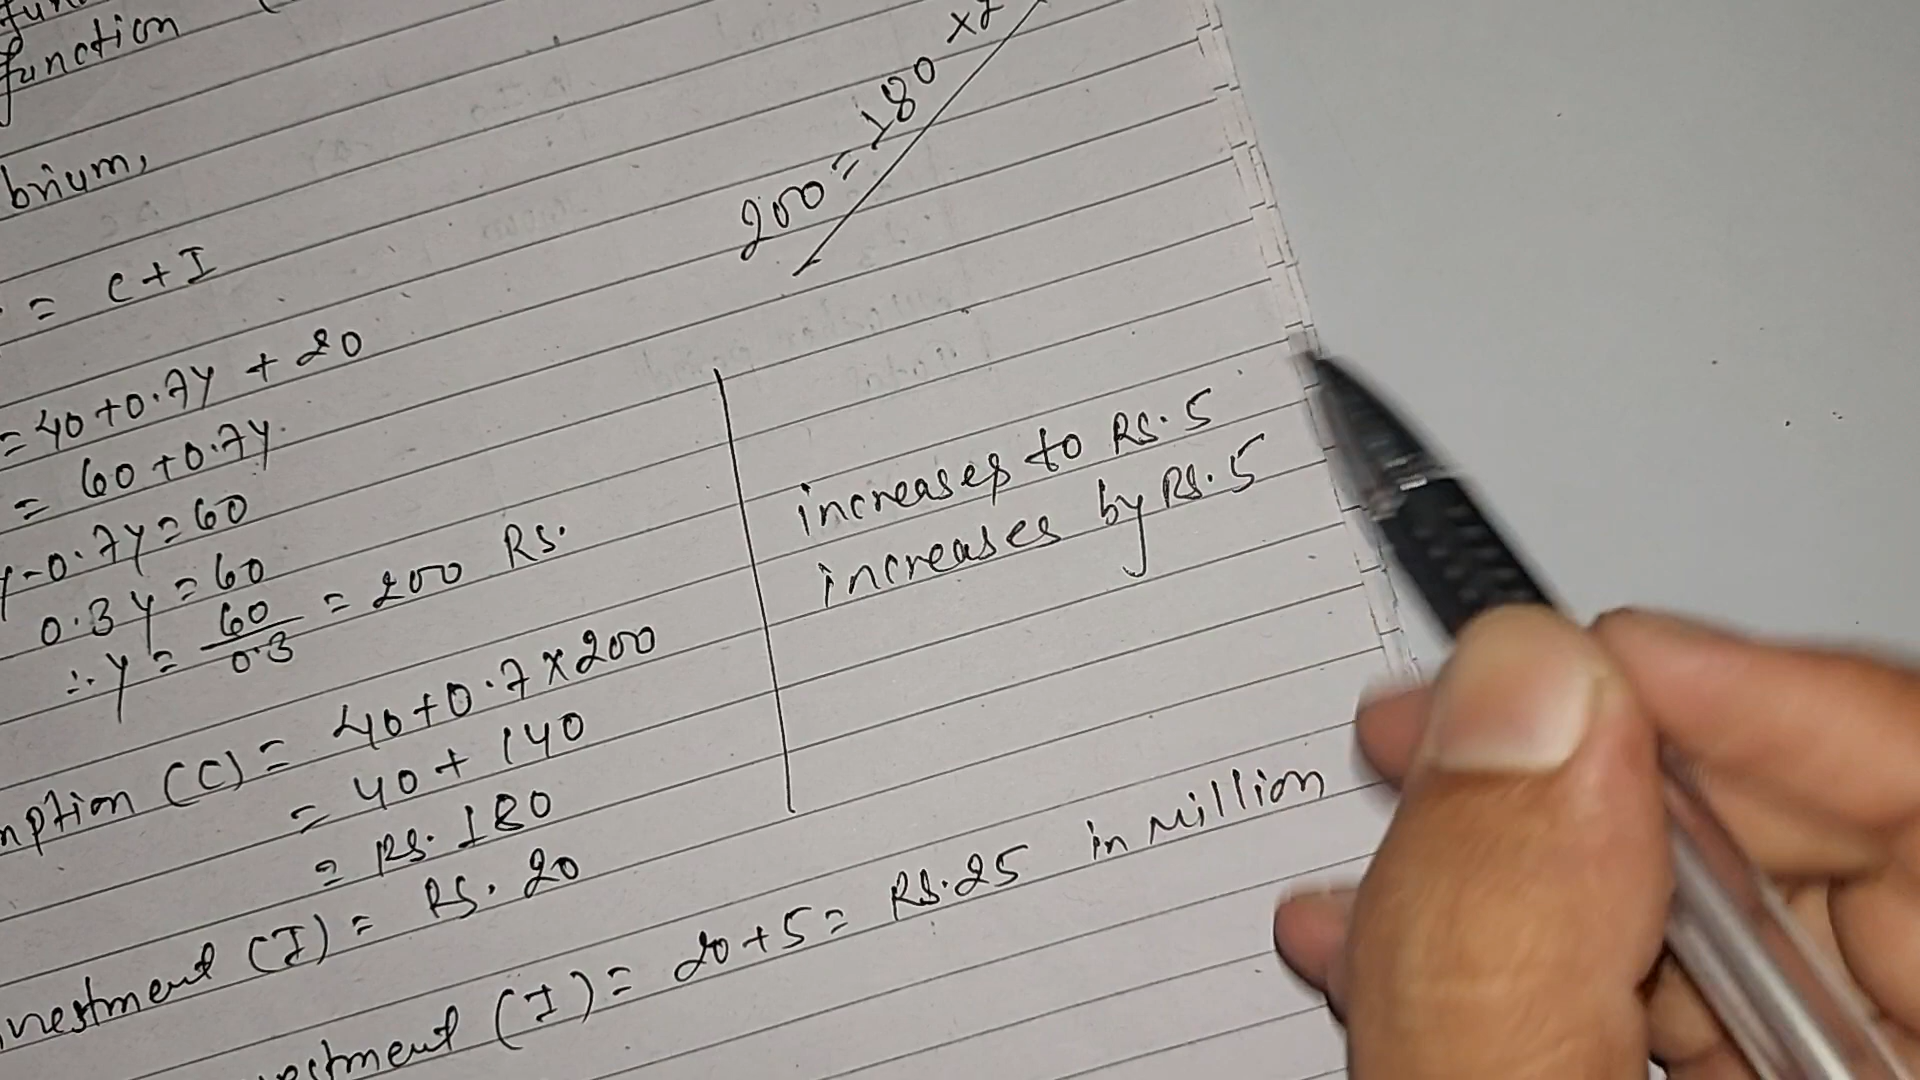 function
brium,
= C+I
= 40+0.7Y + 20
= 60+0.7Y.
Y-0.7Y=60
0.3Y=60
∴ Y = 60/0.3 = 200 Rs.
mption (C) = 40+0.7×200
= 40+140
= Rs. 180
nvestment (I) = Rs. 20
estment (I) = 20+5= Rs.25 in Million
200=180
increases to Rs. 5
increases by Rs. 5